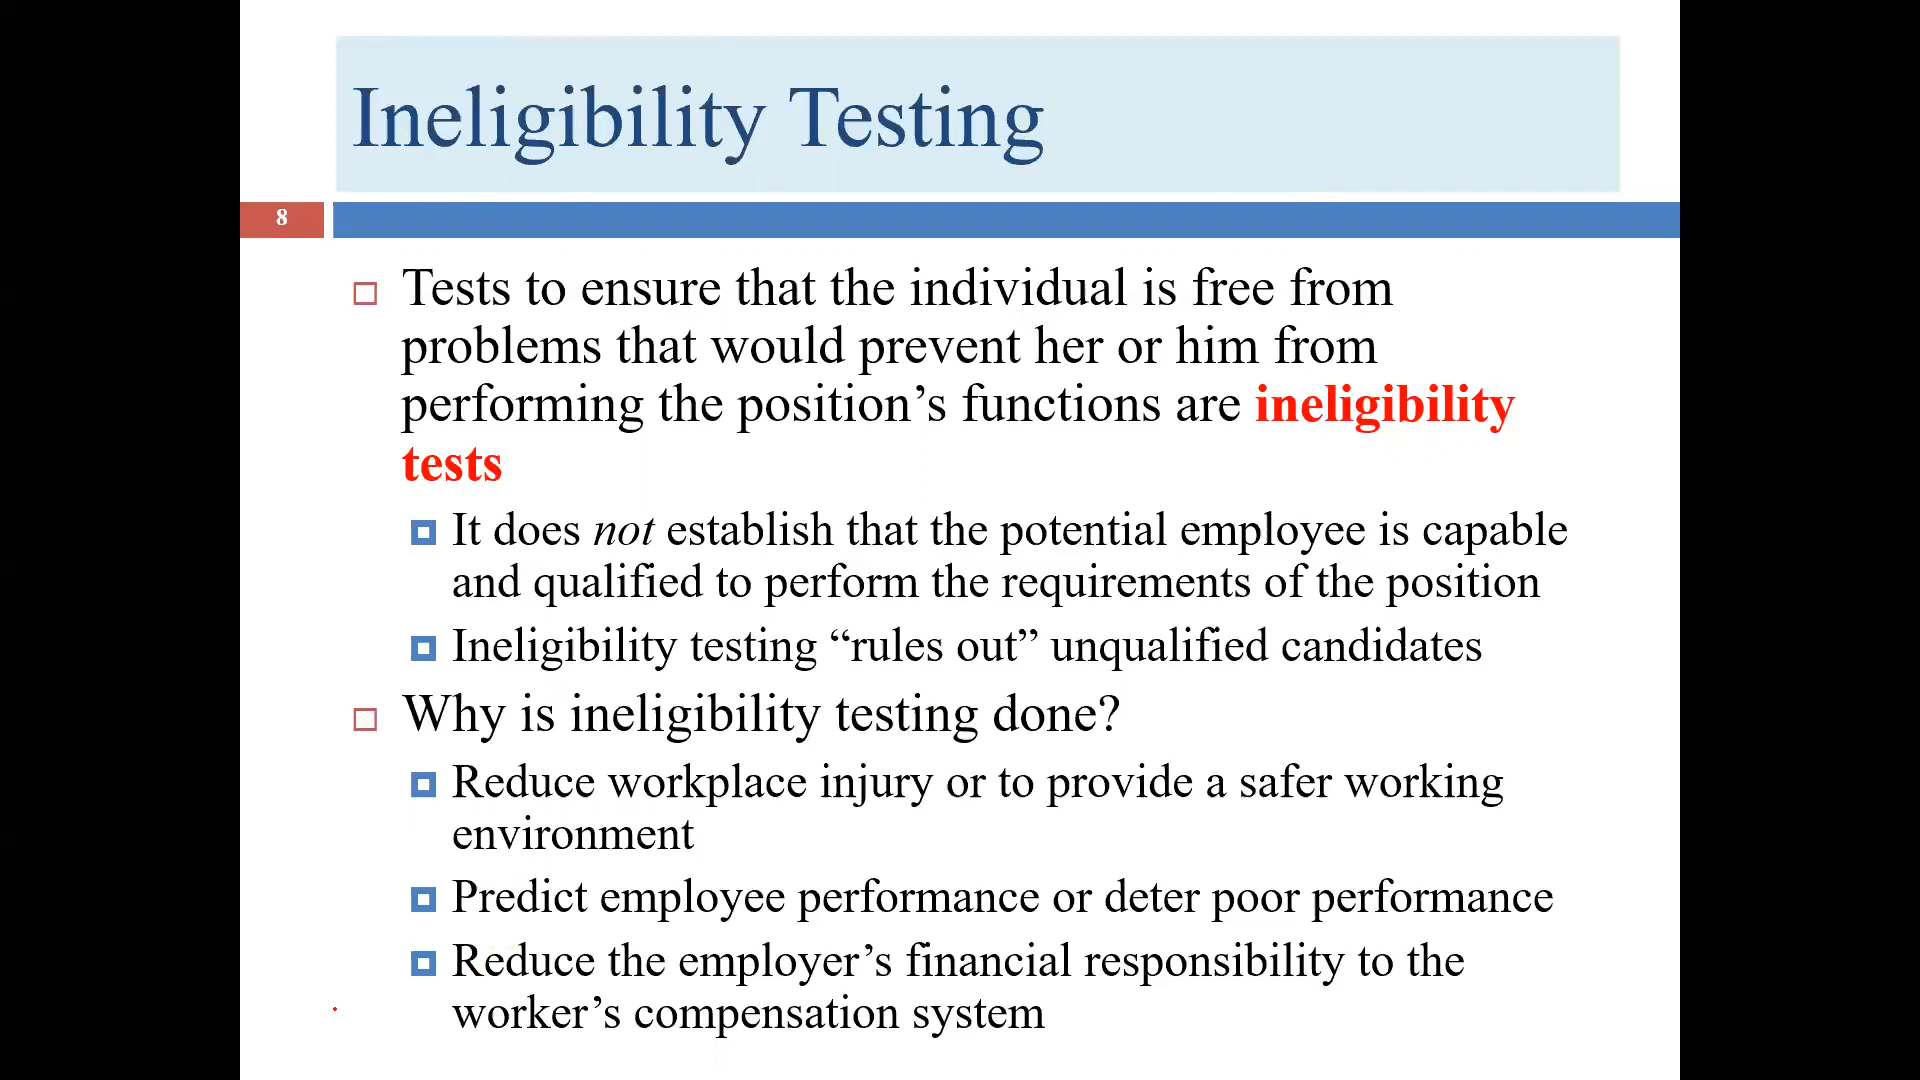 Ineligibility Testing
8
Tests to ensure that the individual is free from
problems that would prevent her or him from
performing the position’s functions are ineligibility
tests
It does not establish that the potential employee is capable
and qualified to perform the requirements of the position
Ineligibility testing “rules out” unqualified candidates
Why is ineligibility testing done?
Reduce workplace injury or to provide a safer working
environment
Predict employee performance or deter poor performance
Reduce the employer’s financial responsibility to the
worker’s compensation system